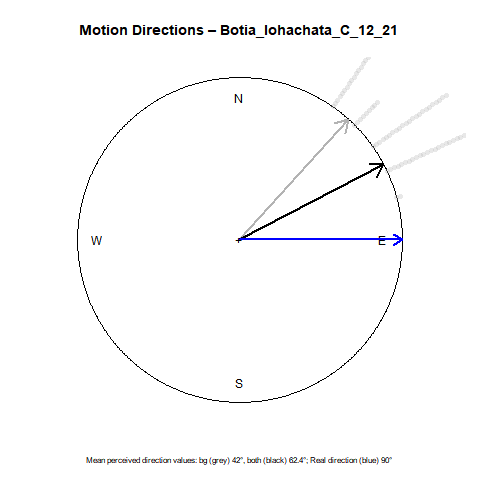 Motion Directions – Botia_lohachata_C_12_21
N
W
E
S
Mean perceived direction values: bg (grey) 42°, both (black) 62.4°; Real direction (blue) 90°